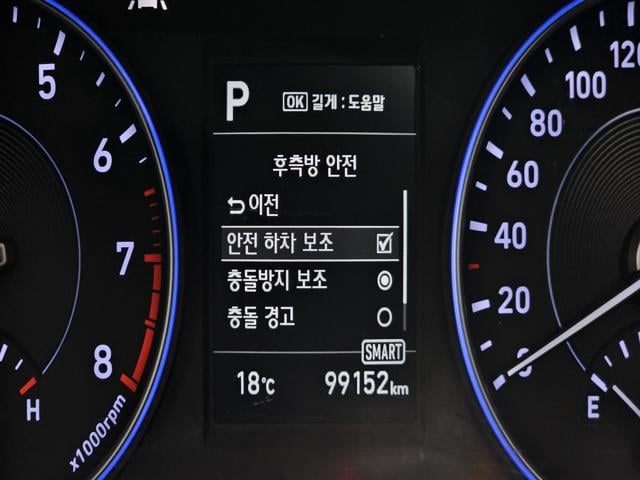 P OK 길게 : 도움말
후측방 안전
이전
안전 하차 보조
충돌방지 보조
충돌 경고
SMART
18℃ 99152 km
5
6
7
8
H
x1000rpm
120
100
80
60
40
20
0
E